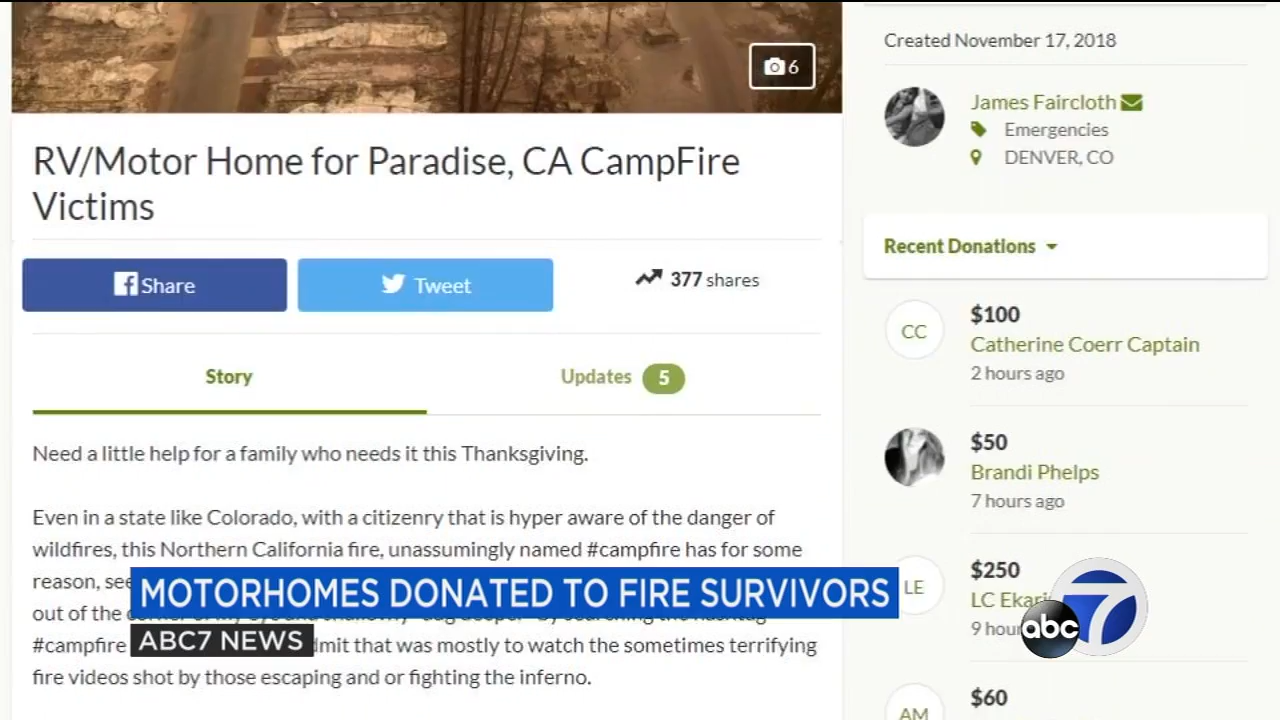 6
RV/Motor Home for Paradise, CA CampFire
Victims
Share
Tweet
377 shares
Story
Updates 5
Need a little help for a family who needs it this Thanksgiving.
Even in a state like Colorado, with a citizenry that is hyper aware of the danger of
wildfires, this Northern California fire, unassumingly named #campfire has for some
reason,
out of the
#campfire that was mostly to watch the sometimes terrifying
fire videos shot by those escaping and or fighting the inferno.
MOTORHOMES DONATED TO FIRE SURVIVORS
ABC7 NEWS
Created November 17, 2018
James Faircloth
Emergencies
DENVER, CO
Recent Donations
CC
$100
Catherine Coerr Captain
2 hours ago
$50
Brandi Phelps
7 hours ago
LE
$250
LC
9
abc 7
AM
$60